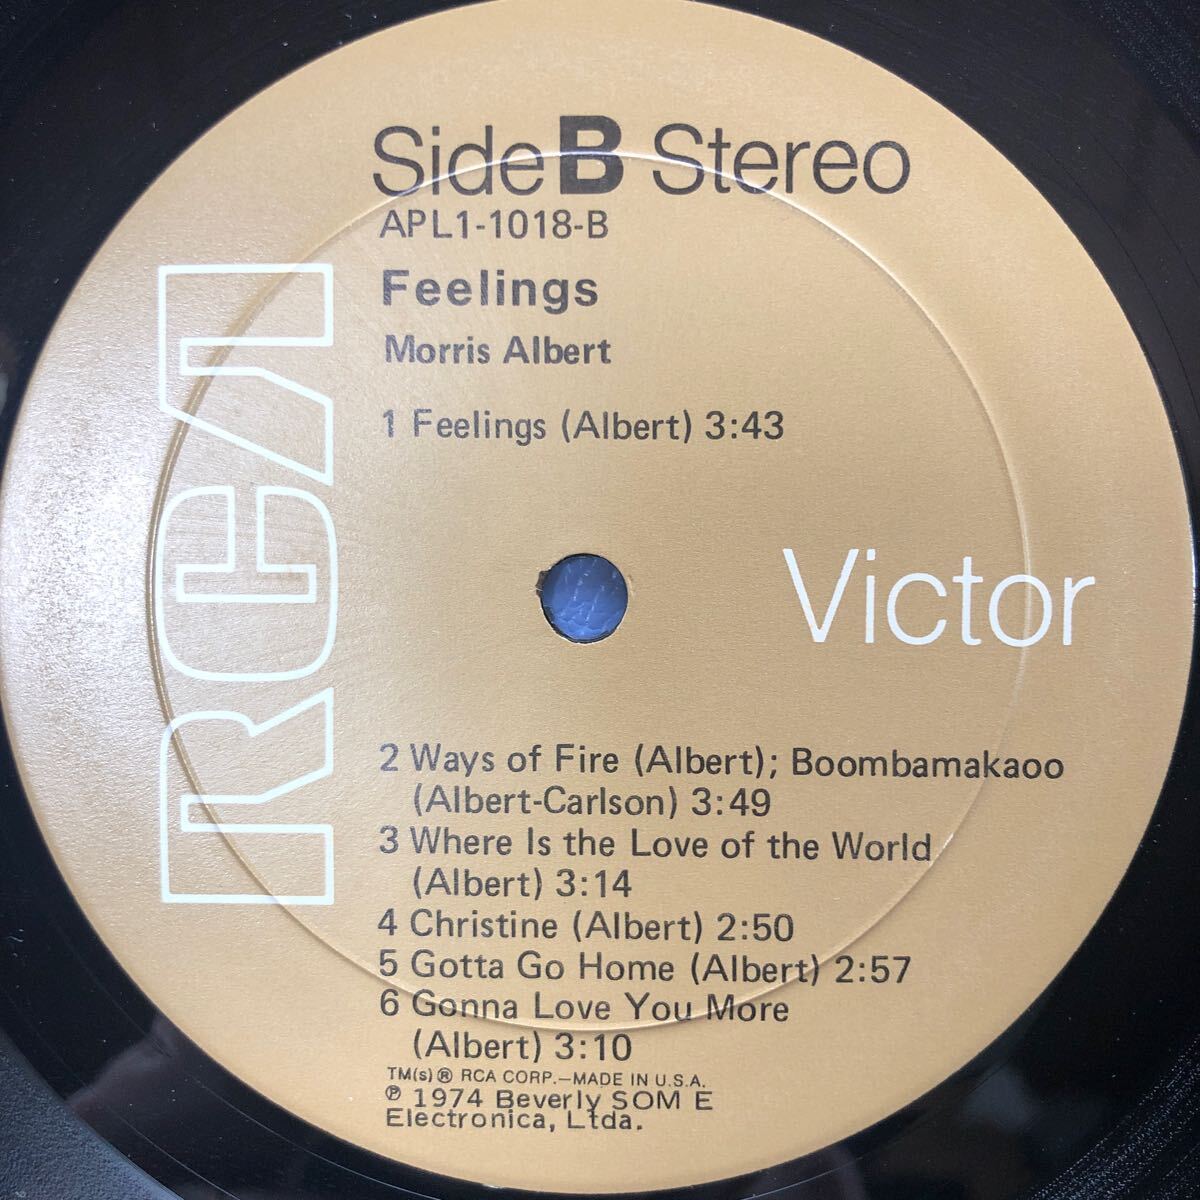 Side B Stereo
APL1-1018-B
Feelings
Morris Albert
1 Feelings (Albert) 3:43
RCA
Victor
2 Ways of Fire (Albert); Boombamakaoo
(Albert-Carlson) 3:49
3 Where Is the Love of the World
(Albert) 3:14
4 Christine (Albert) 2:50
5 Gotta Go Home (Albert) 2:57
6 Gonna Love You More
(Albert) 3:10
TM(s) ® RCA CORP.—MADE IN U.S.A.
℗ 1974 Beverly SOM E
Electronica, Ltda.